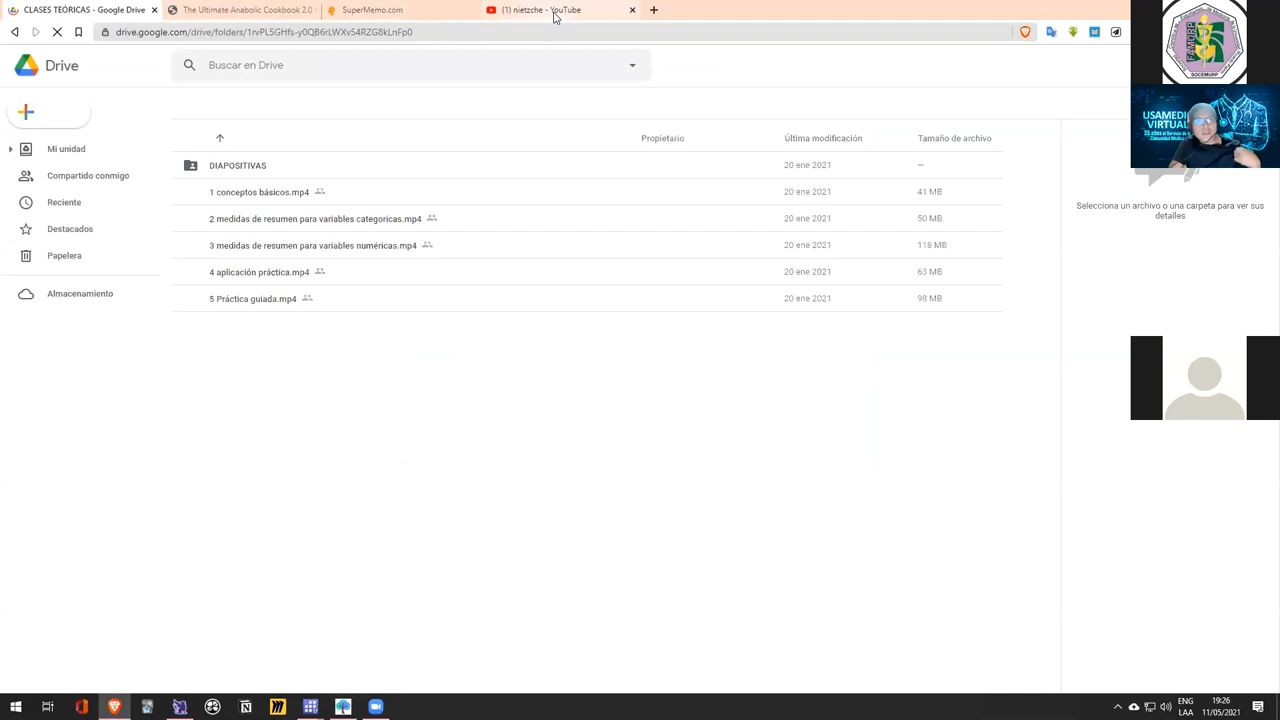 CLASES TEÓRICAS - Google Drive
The Ultimate Anabolic Cookbook 2.0
SuperMemo.com
(1) nietzche - YouTube
drive.google.com/drive/folders/1rvPL5GHfs-y0QB6rLWXv54RZG8kLnFp0
Drive
Buscar en Drive
FAMURP
SOCEMURP
USAMEDIC
VIRTUAL
Propietario
Última modificación
Tamaño de archivo
Mi unidad
DIAPOSITIVAS
20 ene 2021
–
Compartido conmigo
1 conceptos básicos.mp4
20 ene 2021
41 MB
Reciente
2 medidas de resumen para variables categoricas.mp4
20 ene 2021
50 MB
Destacados
3 medidas de resumen para variables numéricas.mp4
20 ene 2021
118 MB
Papelera
4 aplicación práctica.mp4
20 ene 2021
63 MB
Almacenamiento
5 Práctica guiada.mp4
20 ene 2021
98 MB
Selecciona un archivo o una carpeta para ver sus
detalles
ENG
LAA
19:26
11/05/2021